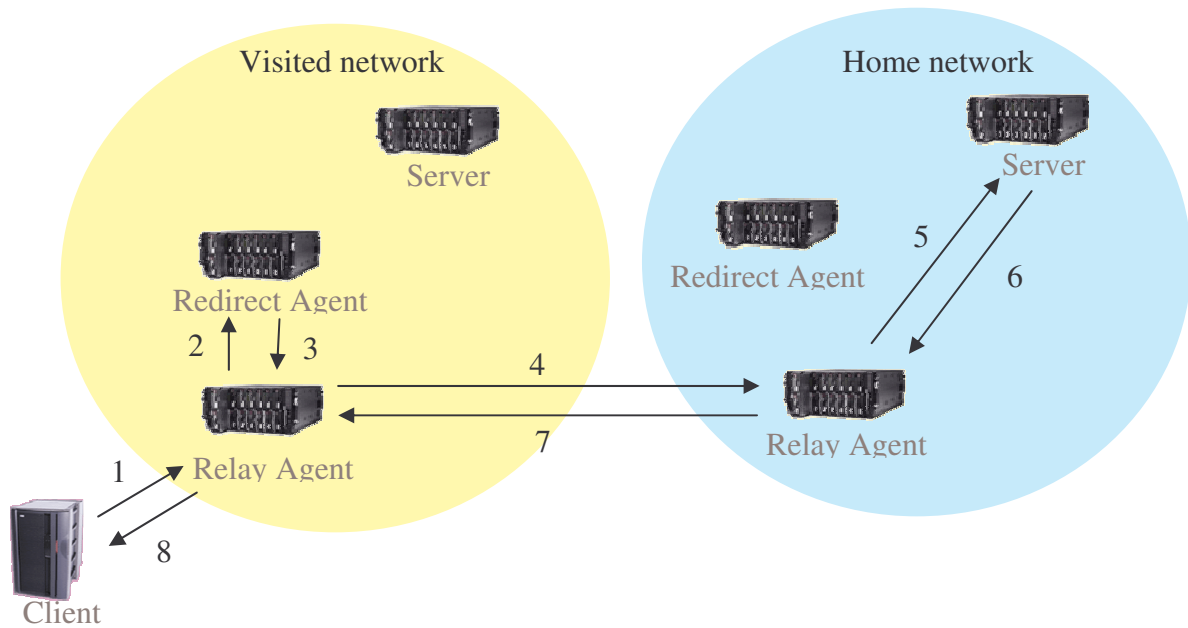 Visited network
Home network
Server
Server
Redirect Agent
Redirect Agent
5
6
2
3
4
7
Relay Agent
Relay Agent
1
8
Client